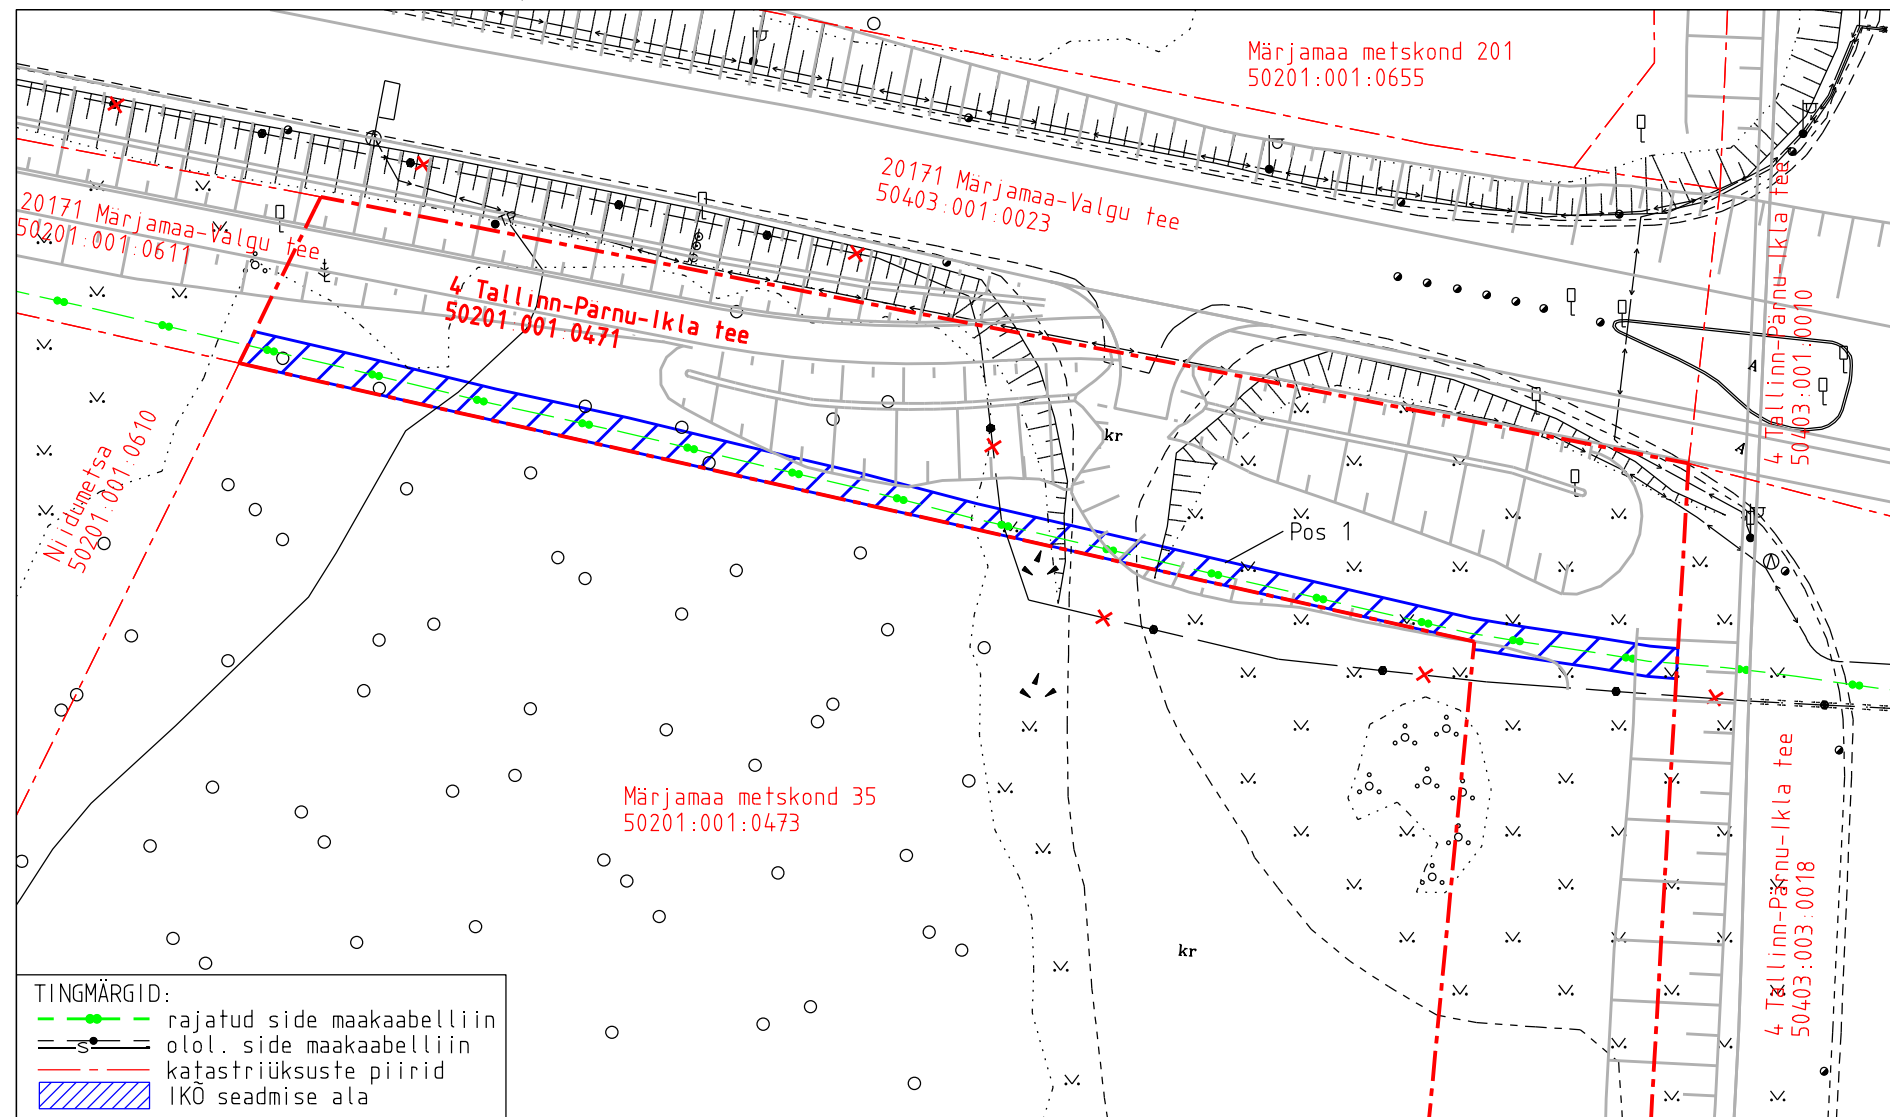 Märjamaa metskond 201
50201:001:0655
20171 Märjamaa-Valgu tee
50403:001:0023
20171 Märjamaa-Valgu tee
50201:001:0611
4 Tallinn-Pärnu-Ikla tee
50201:001:0471
4 Tallinn-Pärnu-Ikla tee
50403:001:0010
Niidumetsa
50201:001:0610
kr
A
A
Pos 1
Märjamaa metskond 35
50201:001:0473
kr
4 Tallinn-Pärnu-Ikla tee
50403:003:0018
TINGMÄRGID:
rajatud side maakaabelliin
S
olol. side maakaabelliin
katastriüksuste piirid
IKÕ seadmise ala